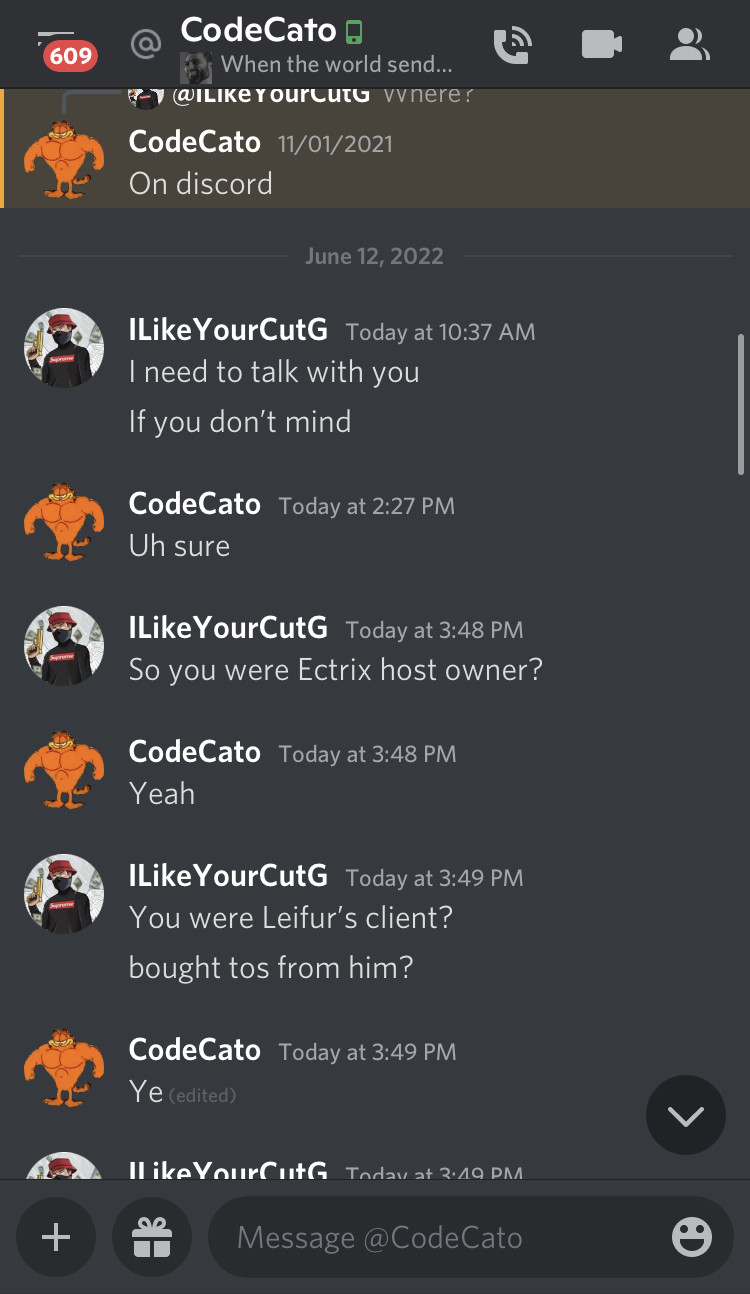 CodeCato
609
When the world send...
@ILikeYourCutG Where?
CodeCato 11/01/2021
On discord
June 12, 2022
ILikeYourCutG Today at 10:37 AM
I need to talk with you
If you don’t mind
CodeCato Today at 2:27 PM
Uh sure
ILikeYourCutG Today at 3:48 PM
So you were Ectrix host owner?
CodeCato Today at 3:48 PM
Yeah
ILikeYourCutG Today at 3:49 PM
You were Leifur’s client?
bought tos from him?
CodeCato Today at 3:49 PM
Ye (edited)
ILikeYourCutG Today at 3:49 PM
Message @CodeCato